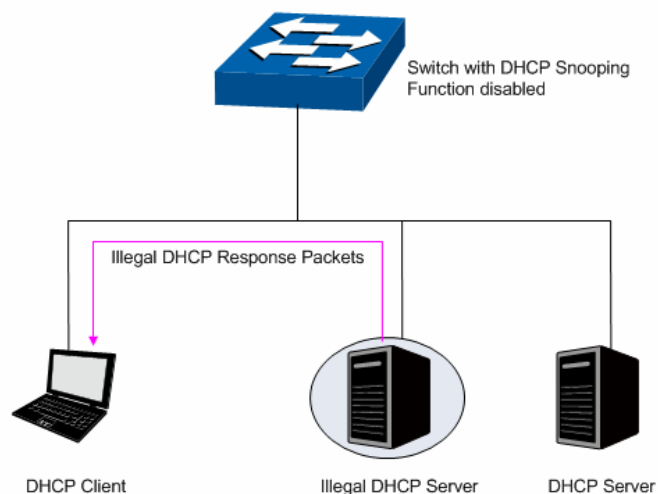 Switch with DHCP Snooping
Function disabled
Illegal DHCP Response Packets
DHCP Client
Illegal DHCP Server
DHCP Server